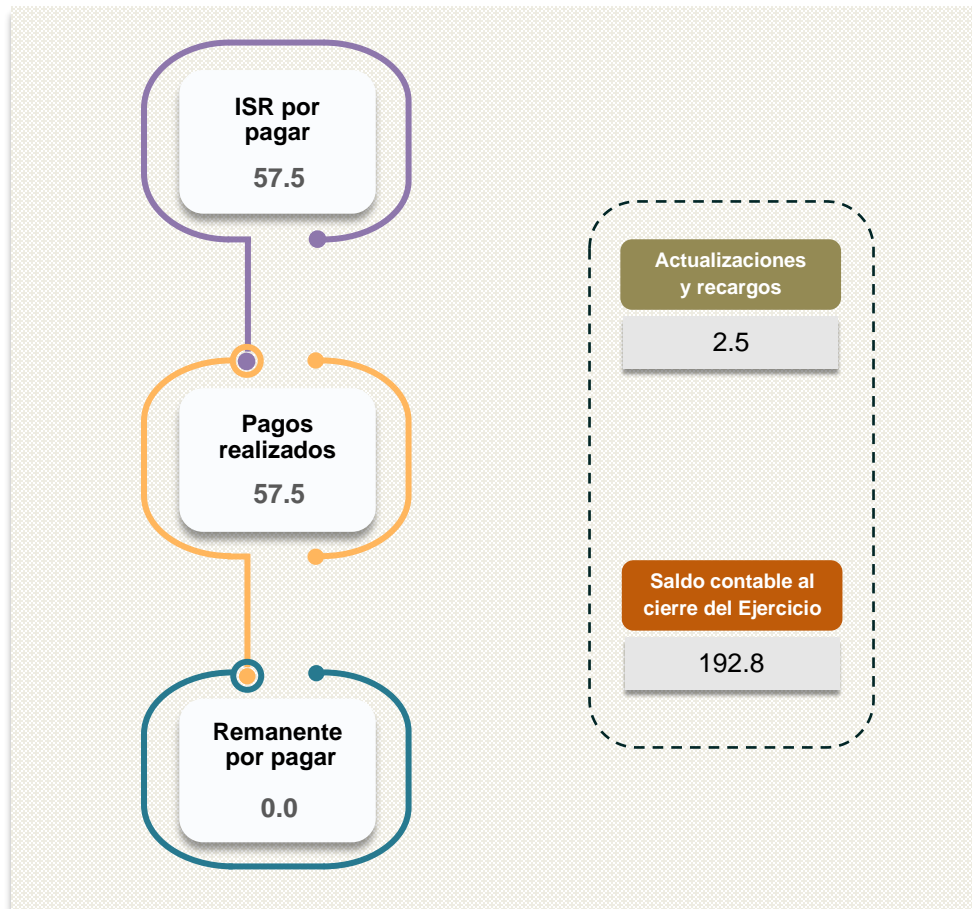 ISR por
pagar
57.5
Pagos
realizados
57.5
Remanente
por pagar
0.0
Actualizaciones
y recargos
2.5
Saldo contable al
cierre del Ejercicio
192.8